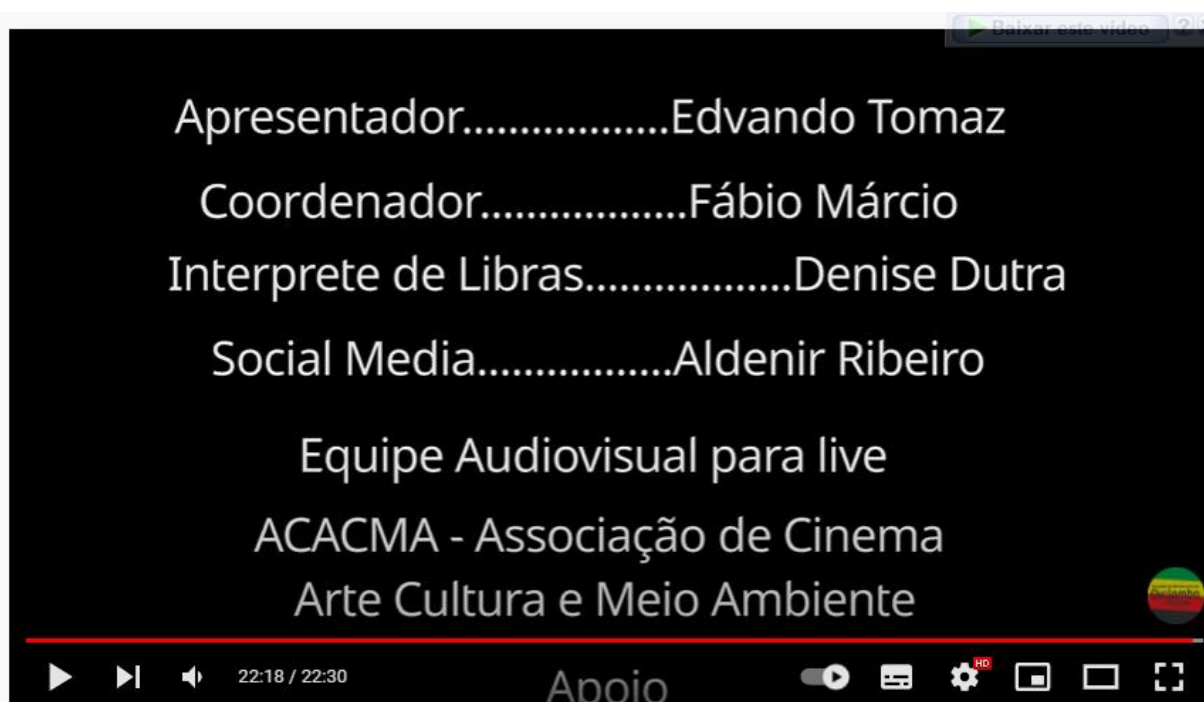 Baixar este vídeo
Apresentador..................Edvando Tomaz
Coordenador..................Fábio Márcio
Interprete de Libras..................Denise Dutra
Social Media.................Aldenir Ribeiro
Equipe Audiovisual para live
ACACMA - Associação de Cinema
Arte Cultura e Meio Ambiente
22:18 / 22:30
HD
Apoio